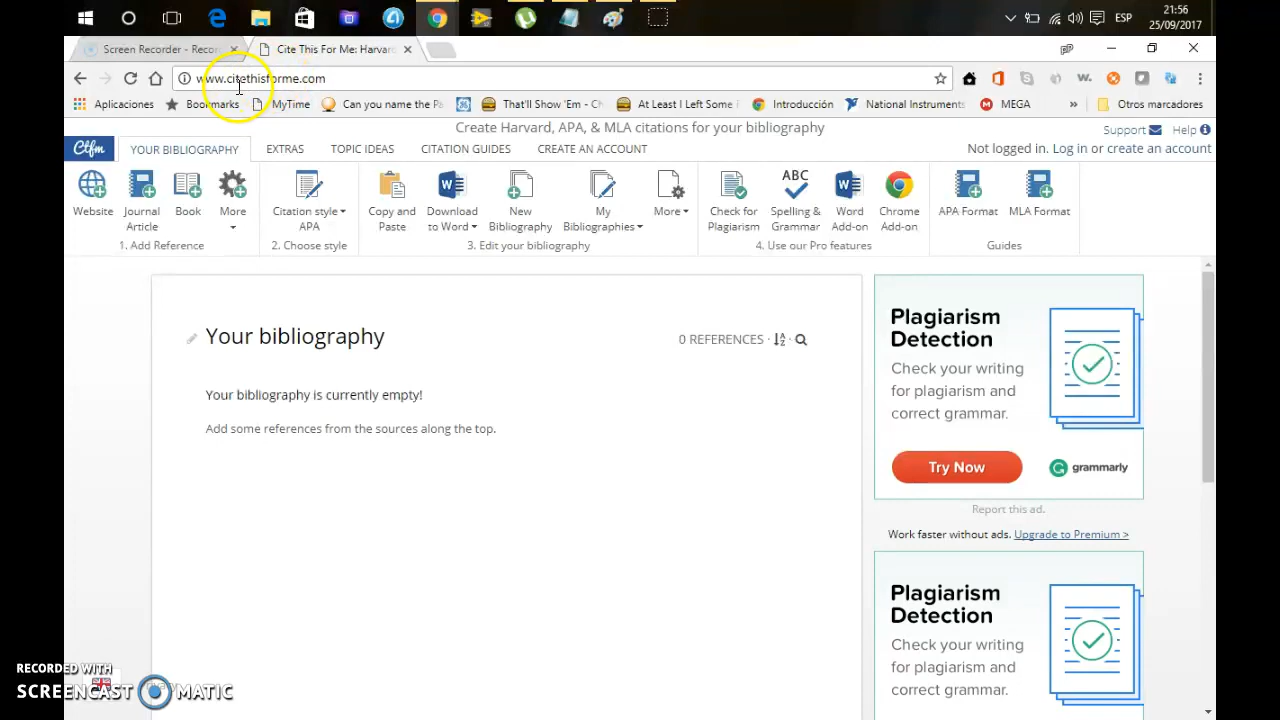 21:56
ESP
25/09/2017
Screen Recorder - Reco
Cite This For Me: Harvar
www.citethisforme.com
Aplicaciones
Bookmarks
MyTime
Can you name the Pa
That'll Show 'Em - C
At Least I Left Some
Introducción
National Instruments
MEGA
»
Otros marcadores
Create Harvard, APA, & MLA citations for your bibliography
Support
Help
Ctfm
YOUR BIBLIOGRAPHY
EXTRAS
TOPIC IDEAS
CITATION GUIDES
CREATE AN ACCOUNT
Not logged in. Log in or create an account
Website
Journal
Article
Book
More
1. Add Reference
Citation style
APA
2. Choose style
Copy and
Paste
Download
to Word
New
Bibliography
My
Bibliographies
More
3. Edit your bibliography
Check for
Plagiarism
ABC
Spelling &
Grammar
Word
Add-on
Chrome
Add-on
4. Use our Pro features
APA Format
MLA Format
Guides
Your bibliography
0 REFERENCES
Your bibliography is currently empty!
Add some references from the sources along the top.
Plagiarism
Detection
Check your writing
for plagiarism and
correct grammar.
Try Now
grammarly
Report this ad.
Work faster without ads. Upgrade to Premium >
Plagiarism
Detection
Check your writing
for plagiarism and
correct grammar.
RECORDED WITH
SCREENCAST MATIC